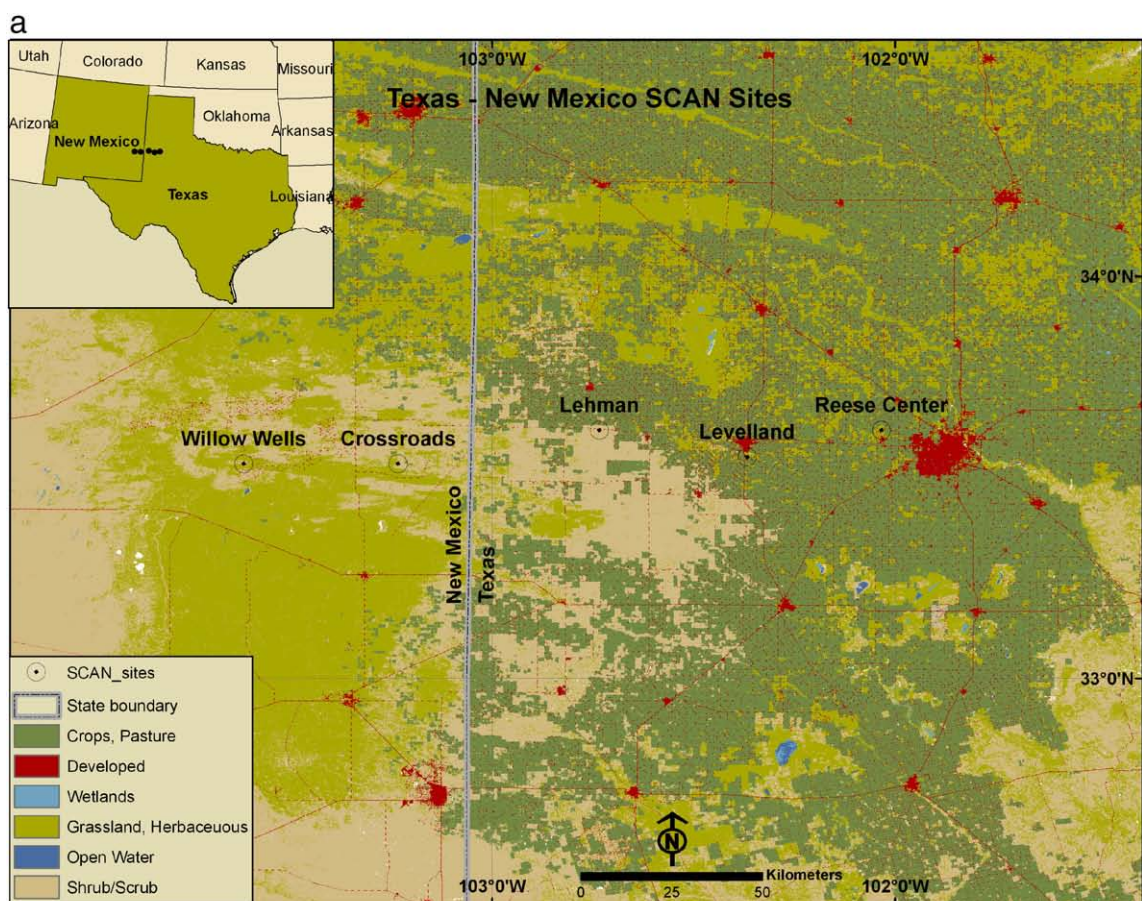 a
Utah
Colorado
Kansas
Missouri
Arizona
New Mexico
Oklahoma
Arkansas
Texas
Louisiana
103°0'W
102°0'W
Texas - New Mexico SCAN Sites
34°0'N
Lehman
Reese Center
Willow Wells
Crossroads
Levelland
New Mexico
Texas
33°0'N
SCAN_sites
State boundary
Crops, Pasture
Developed
Wetlands
Grassland, Herbaceuous
Open Water
Shrub/Scrub
N
Kilometers
0
25
50
103°0'W
102°0'W